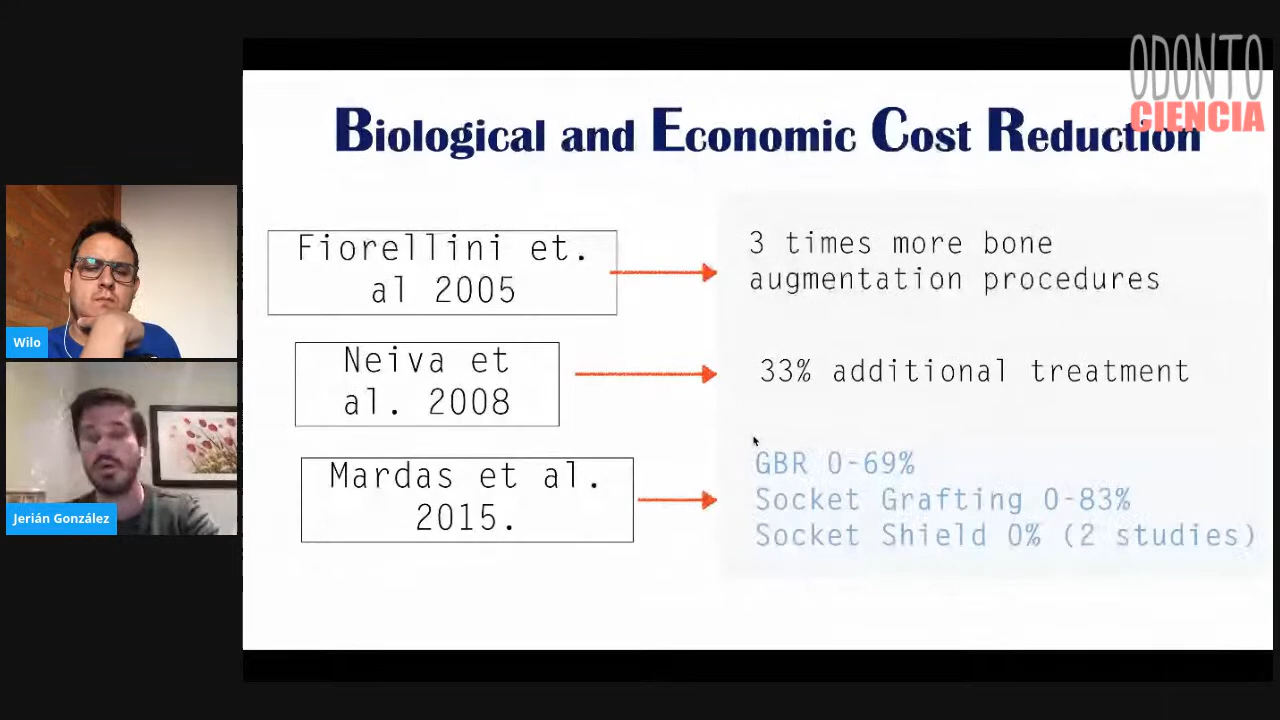 ODONTO
CIENCIA
Biological and Economic Cost Reduction
Fiorellini et.
al 2005
3 times more bone
augmentation procedures
Neiva et
al. 2008
33% additional treatment
Mardas et al.
2015.
GBR 0-69%
Socket Grafting 0-83%
Socket Shield 0% (2 studies)
Wilo
Jerián González